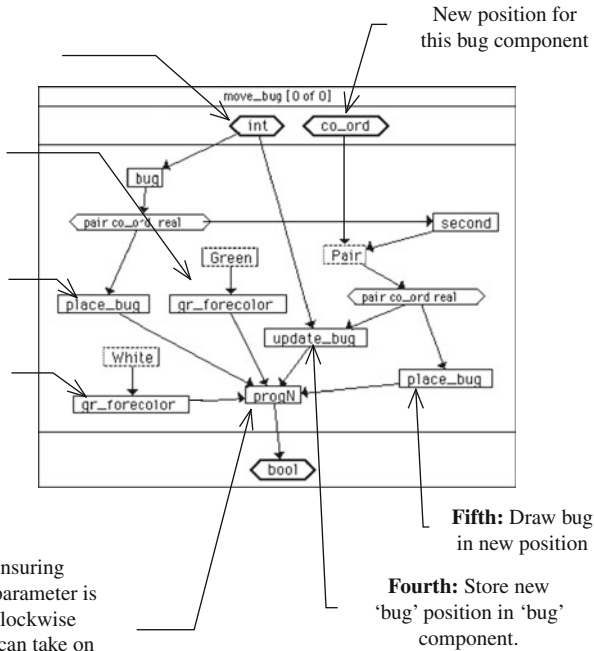 New position for
this bug component
move_bug [0 of 0]
int
co_ord
bug
pair co_ord real
second
Green
Pair
place_bug
gr_forecolor
pair co_ord real
update_bug
White
place_bug
gr_forecolor
progN
bool
Fifth: Draw bug
in new position
nsuring
parameter is
lockwise
can take on
Fourth: Store new
‘bug’ position in ‘bug’
component.